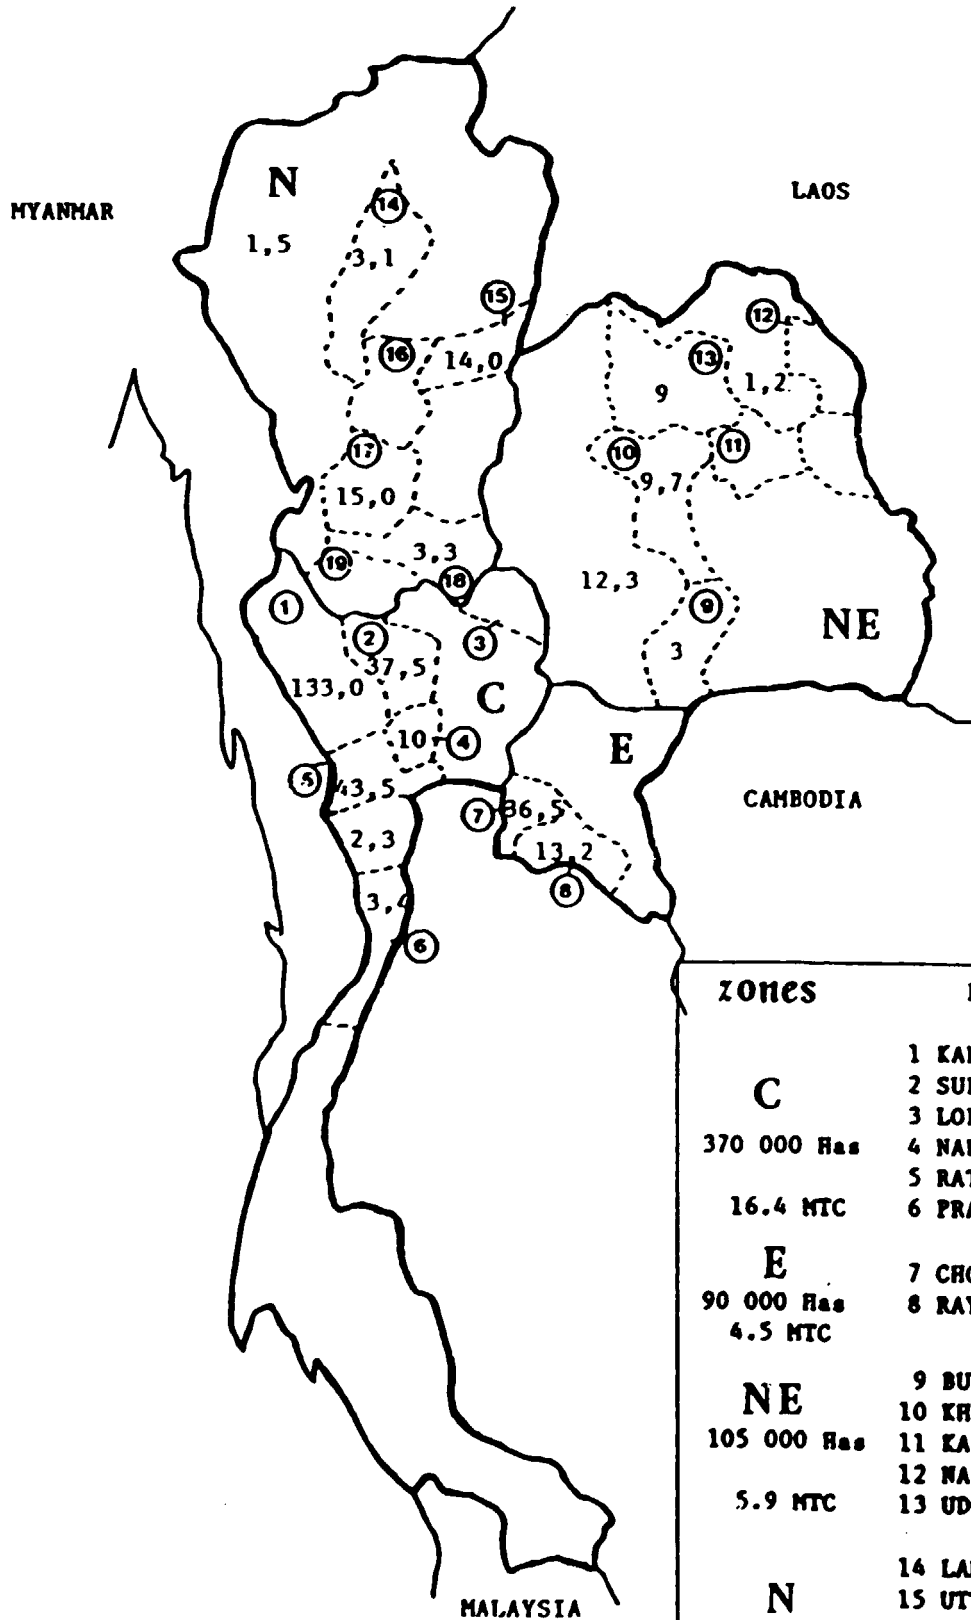 MYANMAR
LAOS
N
1,5
14
3,1
15
16
14,0
17
15,0
3,3
19
18
12
13
1,2
9
10
11
9,7
12,3
9
3
NE
1
2
3
37,5
133,0
C
10
4
5
43,5
2,3
3,4
6
E
7
36,5
13,2
8
CAMBODIA
zones
C
370 000 Has
16.4 MTC
1 KA
2 SU
3 LO
4 NA
5 RAT
6 PRA
E
90 000 Has
4.5 MTC
7 CHO
8 RAY
NE
105 000 Has
5.9 MTC
9 BU
10 KH
11 KA
12 NA
13 UD
N
14 LA
15 UT
MALAYSIA